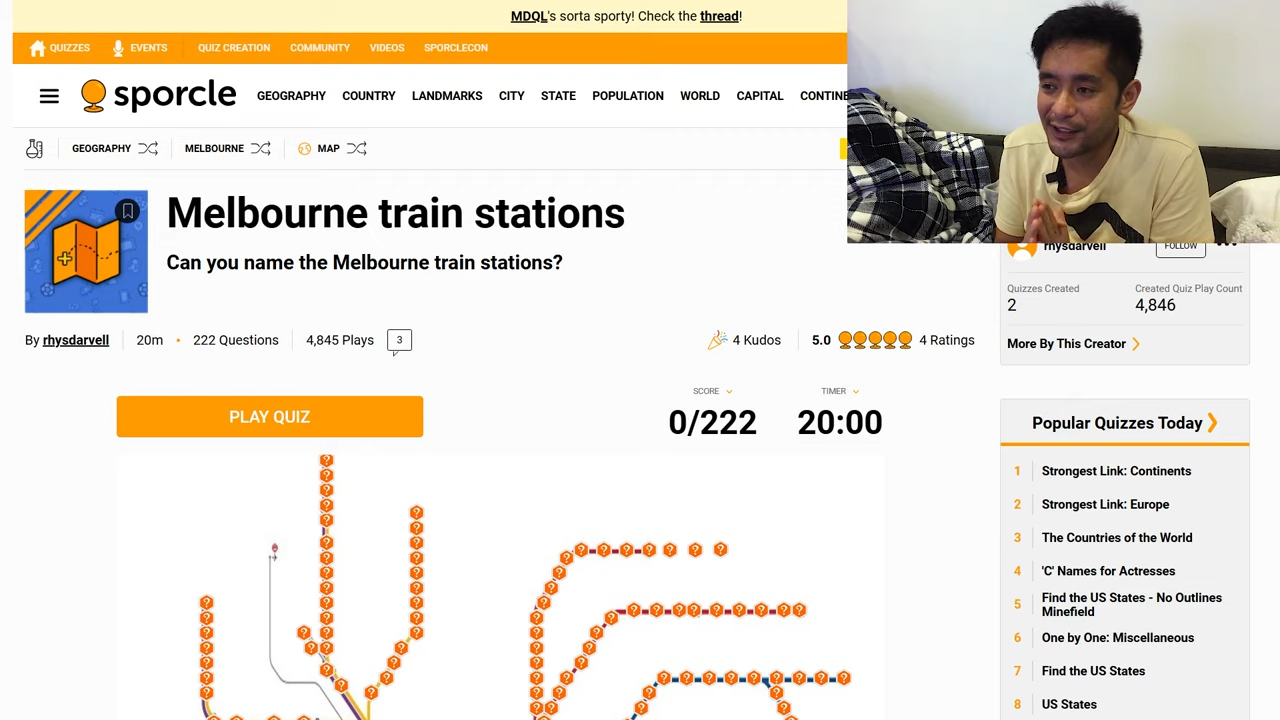 MDQL's sorta sporty! Check the thread!
QUIZZES EVENTS QUIZ CREATION COMMUNITY VIDEOS SPORCLECON
sporcle GEOGRAPHY COUNTRY LANDMARKS CITY STATE POPULATION WORLD CAPITAL CONTINE
GEOGRAPHY MELBOURNE MAP
Melbourne train stations
Can you name the Melbourne train stations?
rhysdarvell FOLLOW
Quizzes Created Created Quiz Play Count
2 4,846
More By This Creator
By rhysdarvell 20m • 222 Questions 4,845 Plays 3 4 Kudos 5.0 4 Ratings
SCORE TIMER
PLAY QUIZ 0/222 20:00
Popular Quizzes Today
1 Strongest Link: Continents
2 Strongest Link: Europe
3 The Countries of the World
4 'C' Names for Actresses
5 Find the US States - No Outlines
Minefield
6 One by One: Miscellaneous
7 Find the US States
8 US States